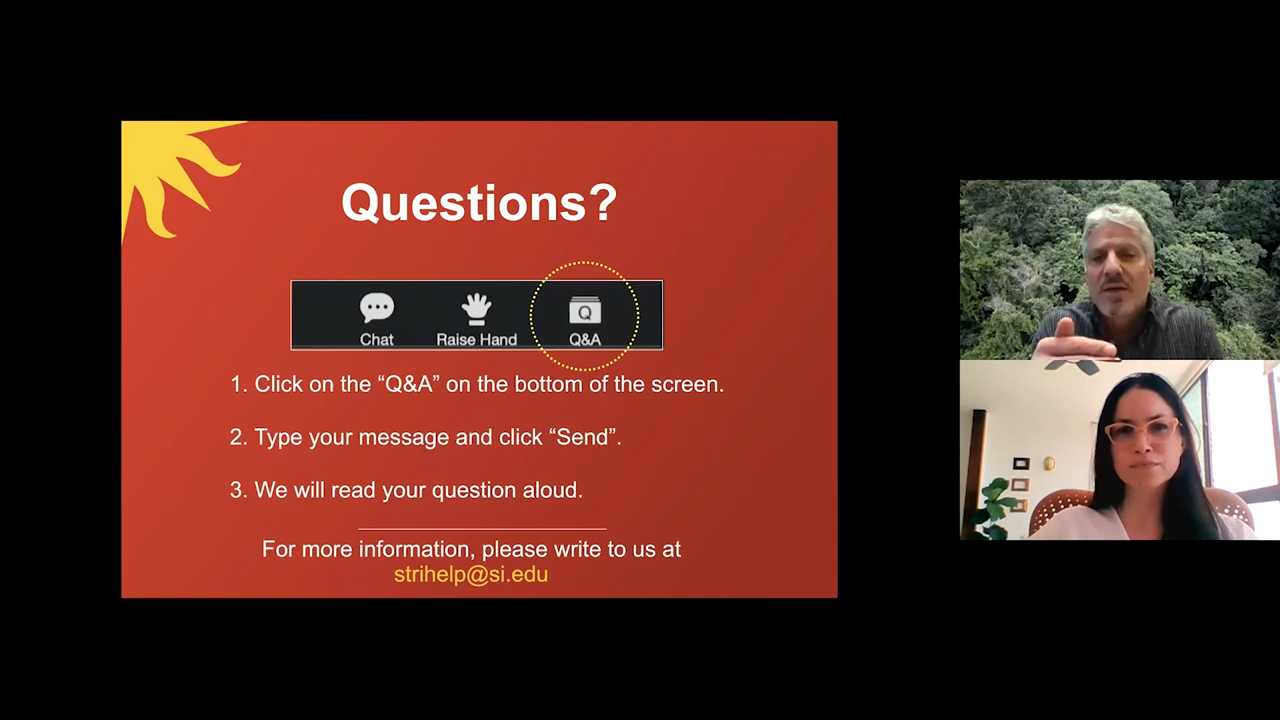 Questions?
Chat
Raise Hand
Q
Q&A
1. Click on the “Q&A” on the bottom of the screen.
2. Type your message and click “Send”.
3. We will read your question aloud.
For more information, please write to us at
strihelp@si.edu